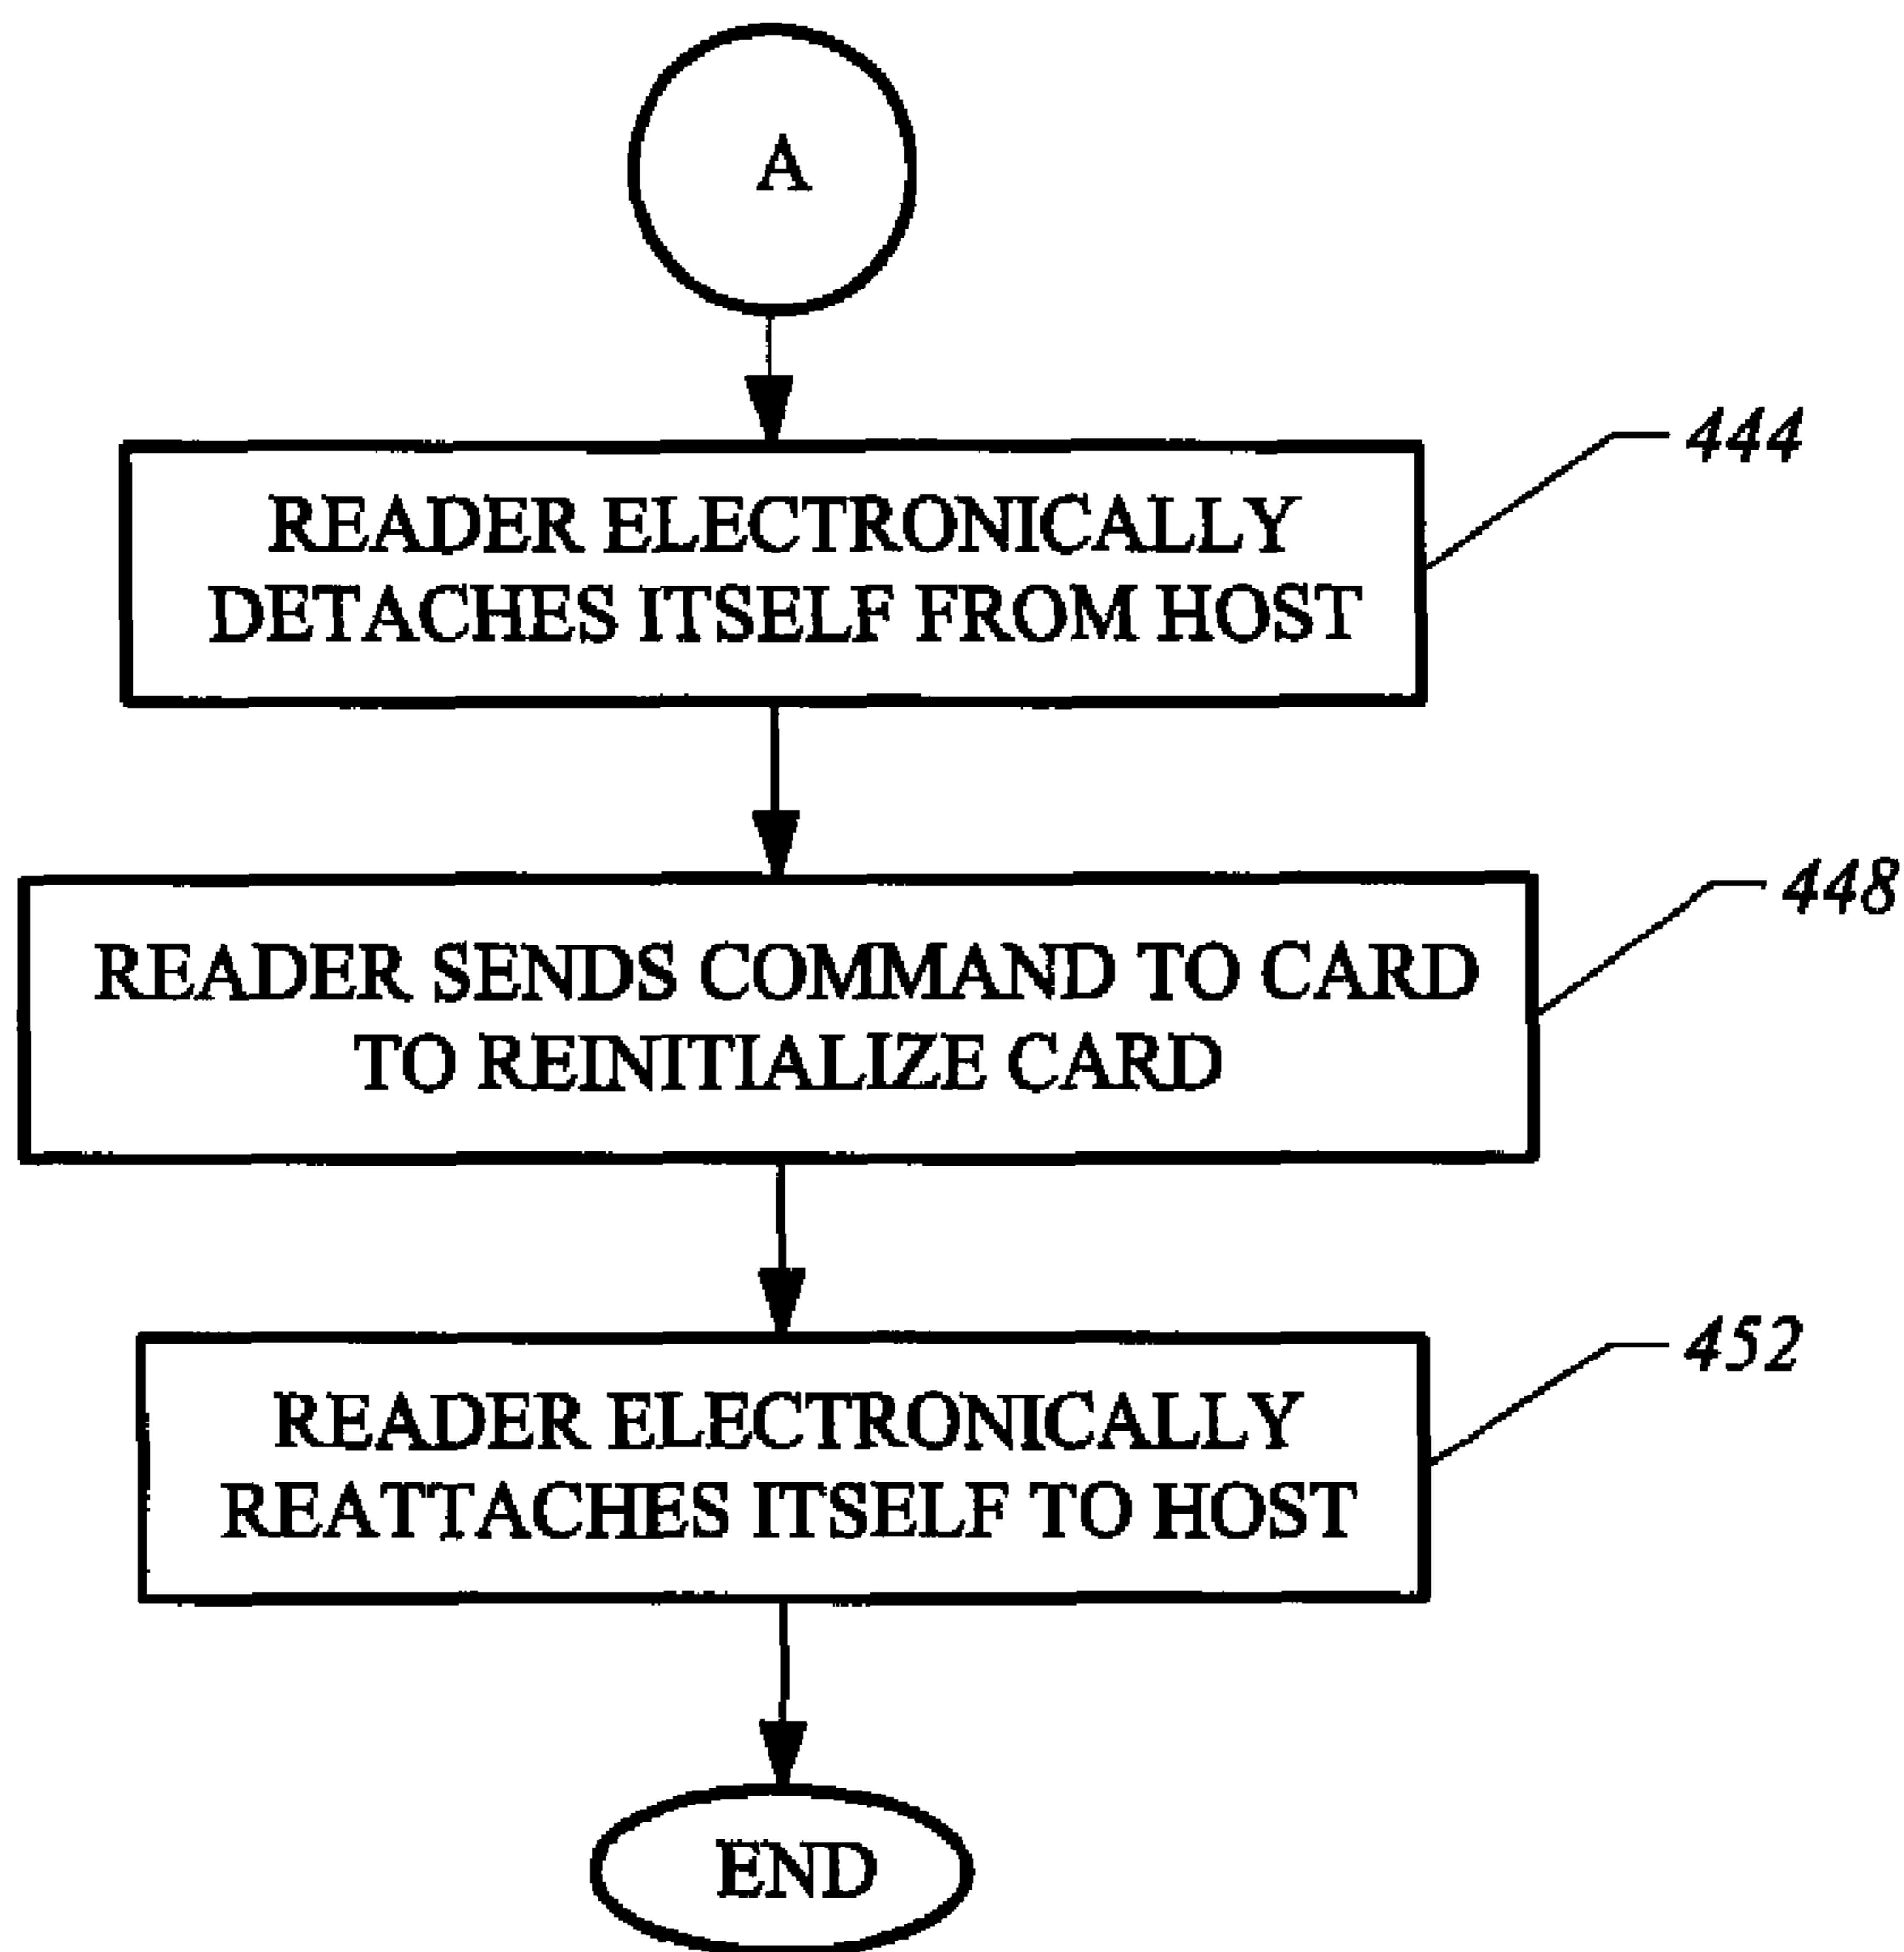 A
444
READER ELECTRONICALLY
DETACHES ITSELF FROM HOST
448
READER SENDS COMMAND TO CARD
TO REINITIALIZE CARD
452
READER ELECTRONICALLY
REATTACHES ITSELF TO HOST
END